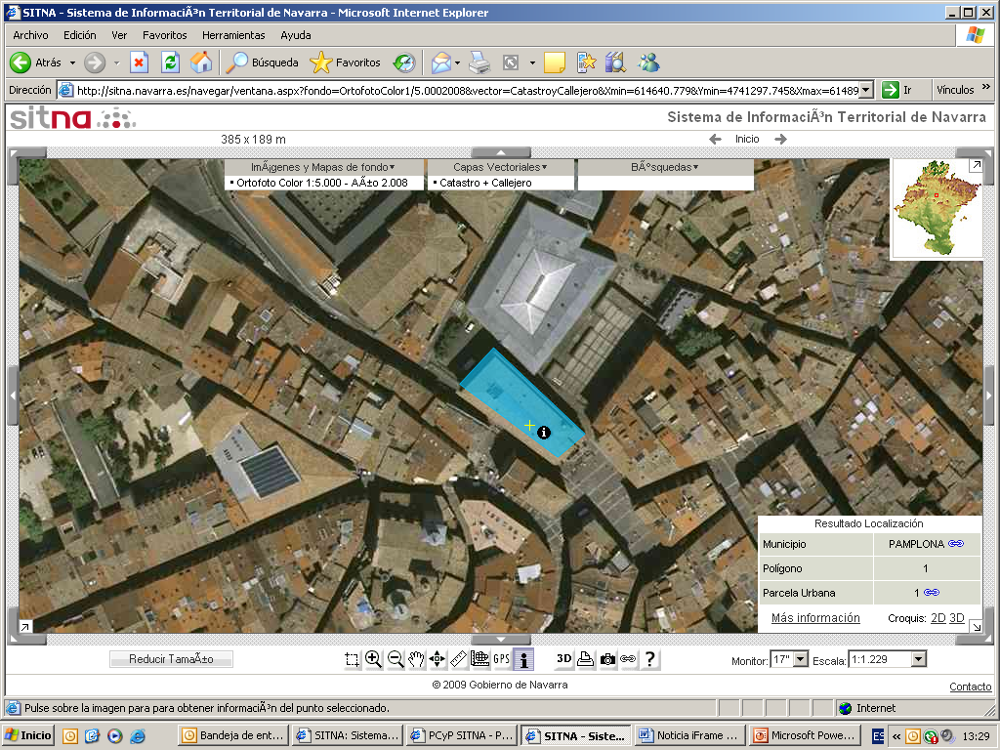 SITNA - Sistema de InformaciÃ³n Territorial de Navarra - Microsoft Internet Explorer
Archivo Edición Ver Favoritos Herramientas Ayuda
Atrás Búsqueda Favoritos
Dirección http://sitna.navarra.es/navegar/ventana.aspx?fondo=OrtofotoColor1/5.0002008&vector=CatastroyCallejero&Xmin=614640.779&Ymin=4741297.745&Xmax=61489 Ir Vínculos »
sitna Sistema de InformaciÃ³n Territorial de Navarra
385 x 189 m Inicio
ImÃ¡genes y Mapas de fondo▾ Capas Vectoriales▾ BÃºsquedas▾
• Ortofoto Color 1:5.000 - AÃ±o 2.008 • Catastro + Callejero
i
Resultado Localización
Municipio PAMPLONA
Polígono 1
Parcela Urbana 1
Más información Croquis: 2D 3D
Reducir TamaÃ±o GPS i 3D ? Monitor: 17" Escala: 1:1.229
© 2009 Gobierno de Navarra
Contacto
Pulse sobre la imagen para para obtener informaciÃ³n del punto seleccionado. Internet
Inicio Bandeja de ent... SITNA: Sistema... PCyP SITNA - P... SITNA - Siste... Noticia iFrame ... Microsoft Powe... ES « 13:29